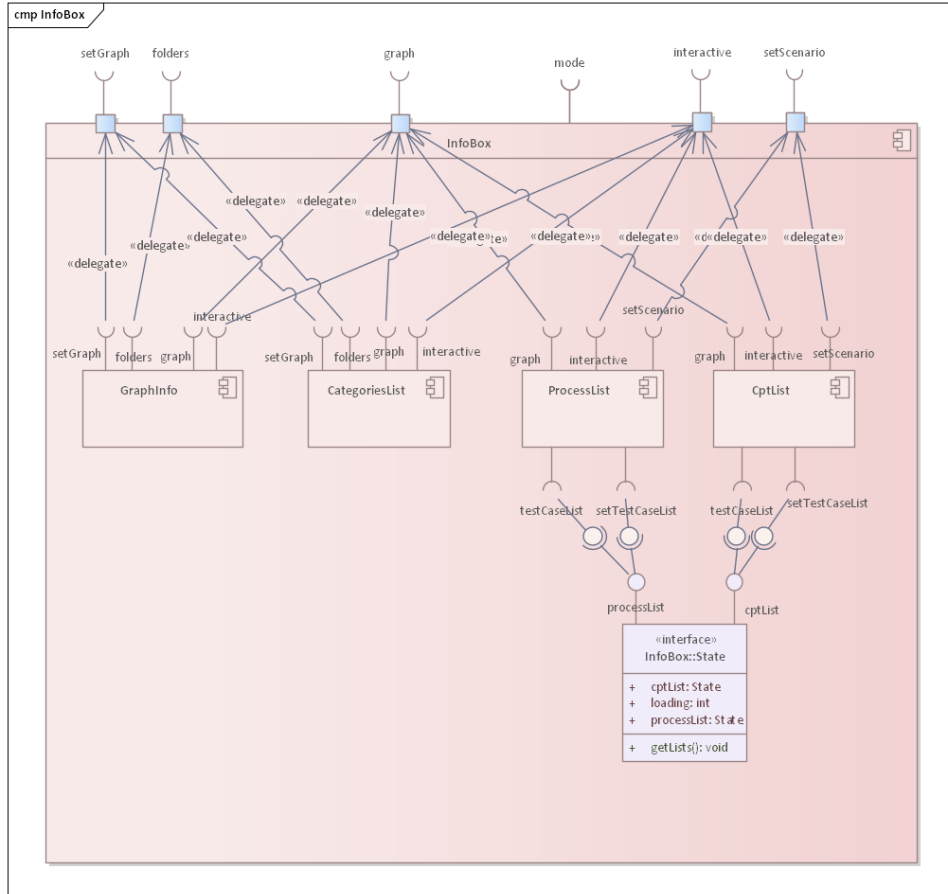 cmp InfoBox
setGraph
folders
graph
mode
interactive
setScenario
InfoBox
«delegate»
«delegate»
«delegate»
«delegate»
«delegate»
«delegate»
«delegate»
«delegate»
«delegate»
«delegate»
«delegate»
interactive
setScenario
setGraph
folders
graph
setGraph
folders
graph
interactive
graph
interactive
graph
interactive
setScenario
GraphInfo
CategoriesList
ProcessList
CptList
testCaseList
setTestCaseList
testCaseList
setTestCaseList
processList
cptList
«interface»
InfoBox::State
+ cptList: State
+ loading: int
+ processList: State
+ getLists(): void